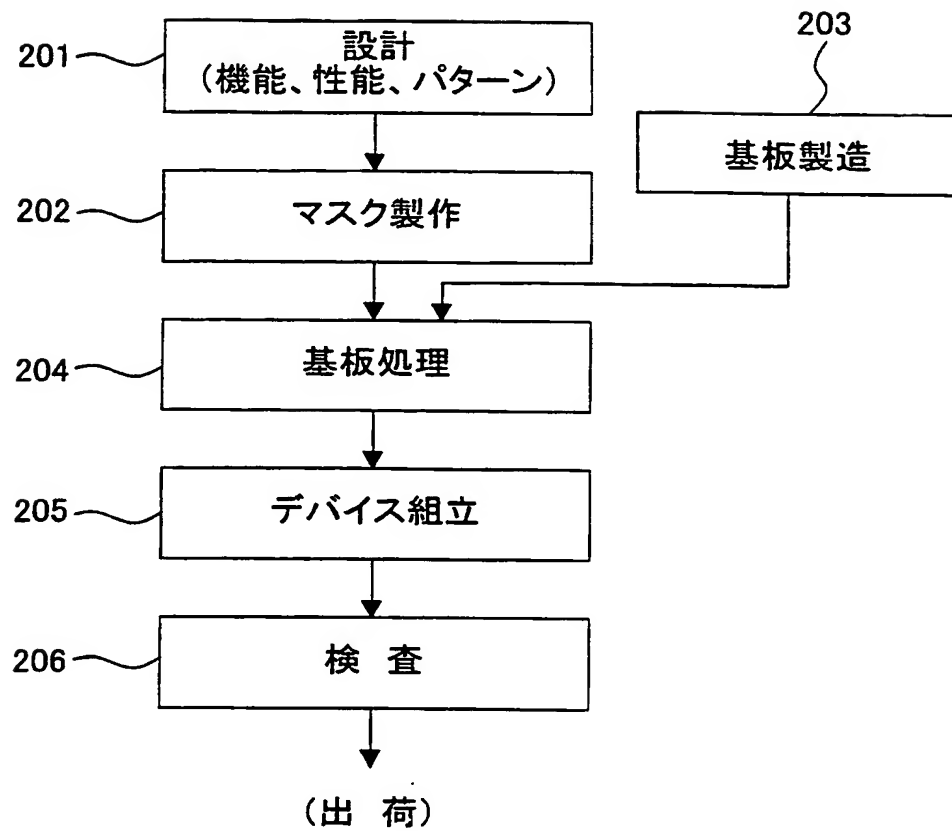 201
設計
(機能、性能、パターン)
203
基板製造
202
マスク製作
204
基板処理
205
デバイス組立
206
検 査
(出 荷)